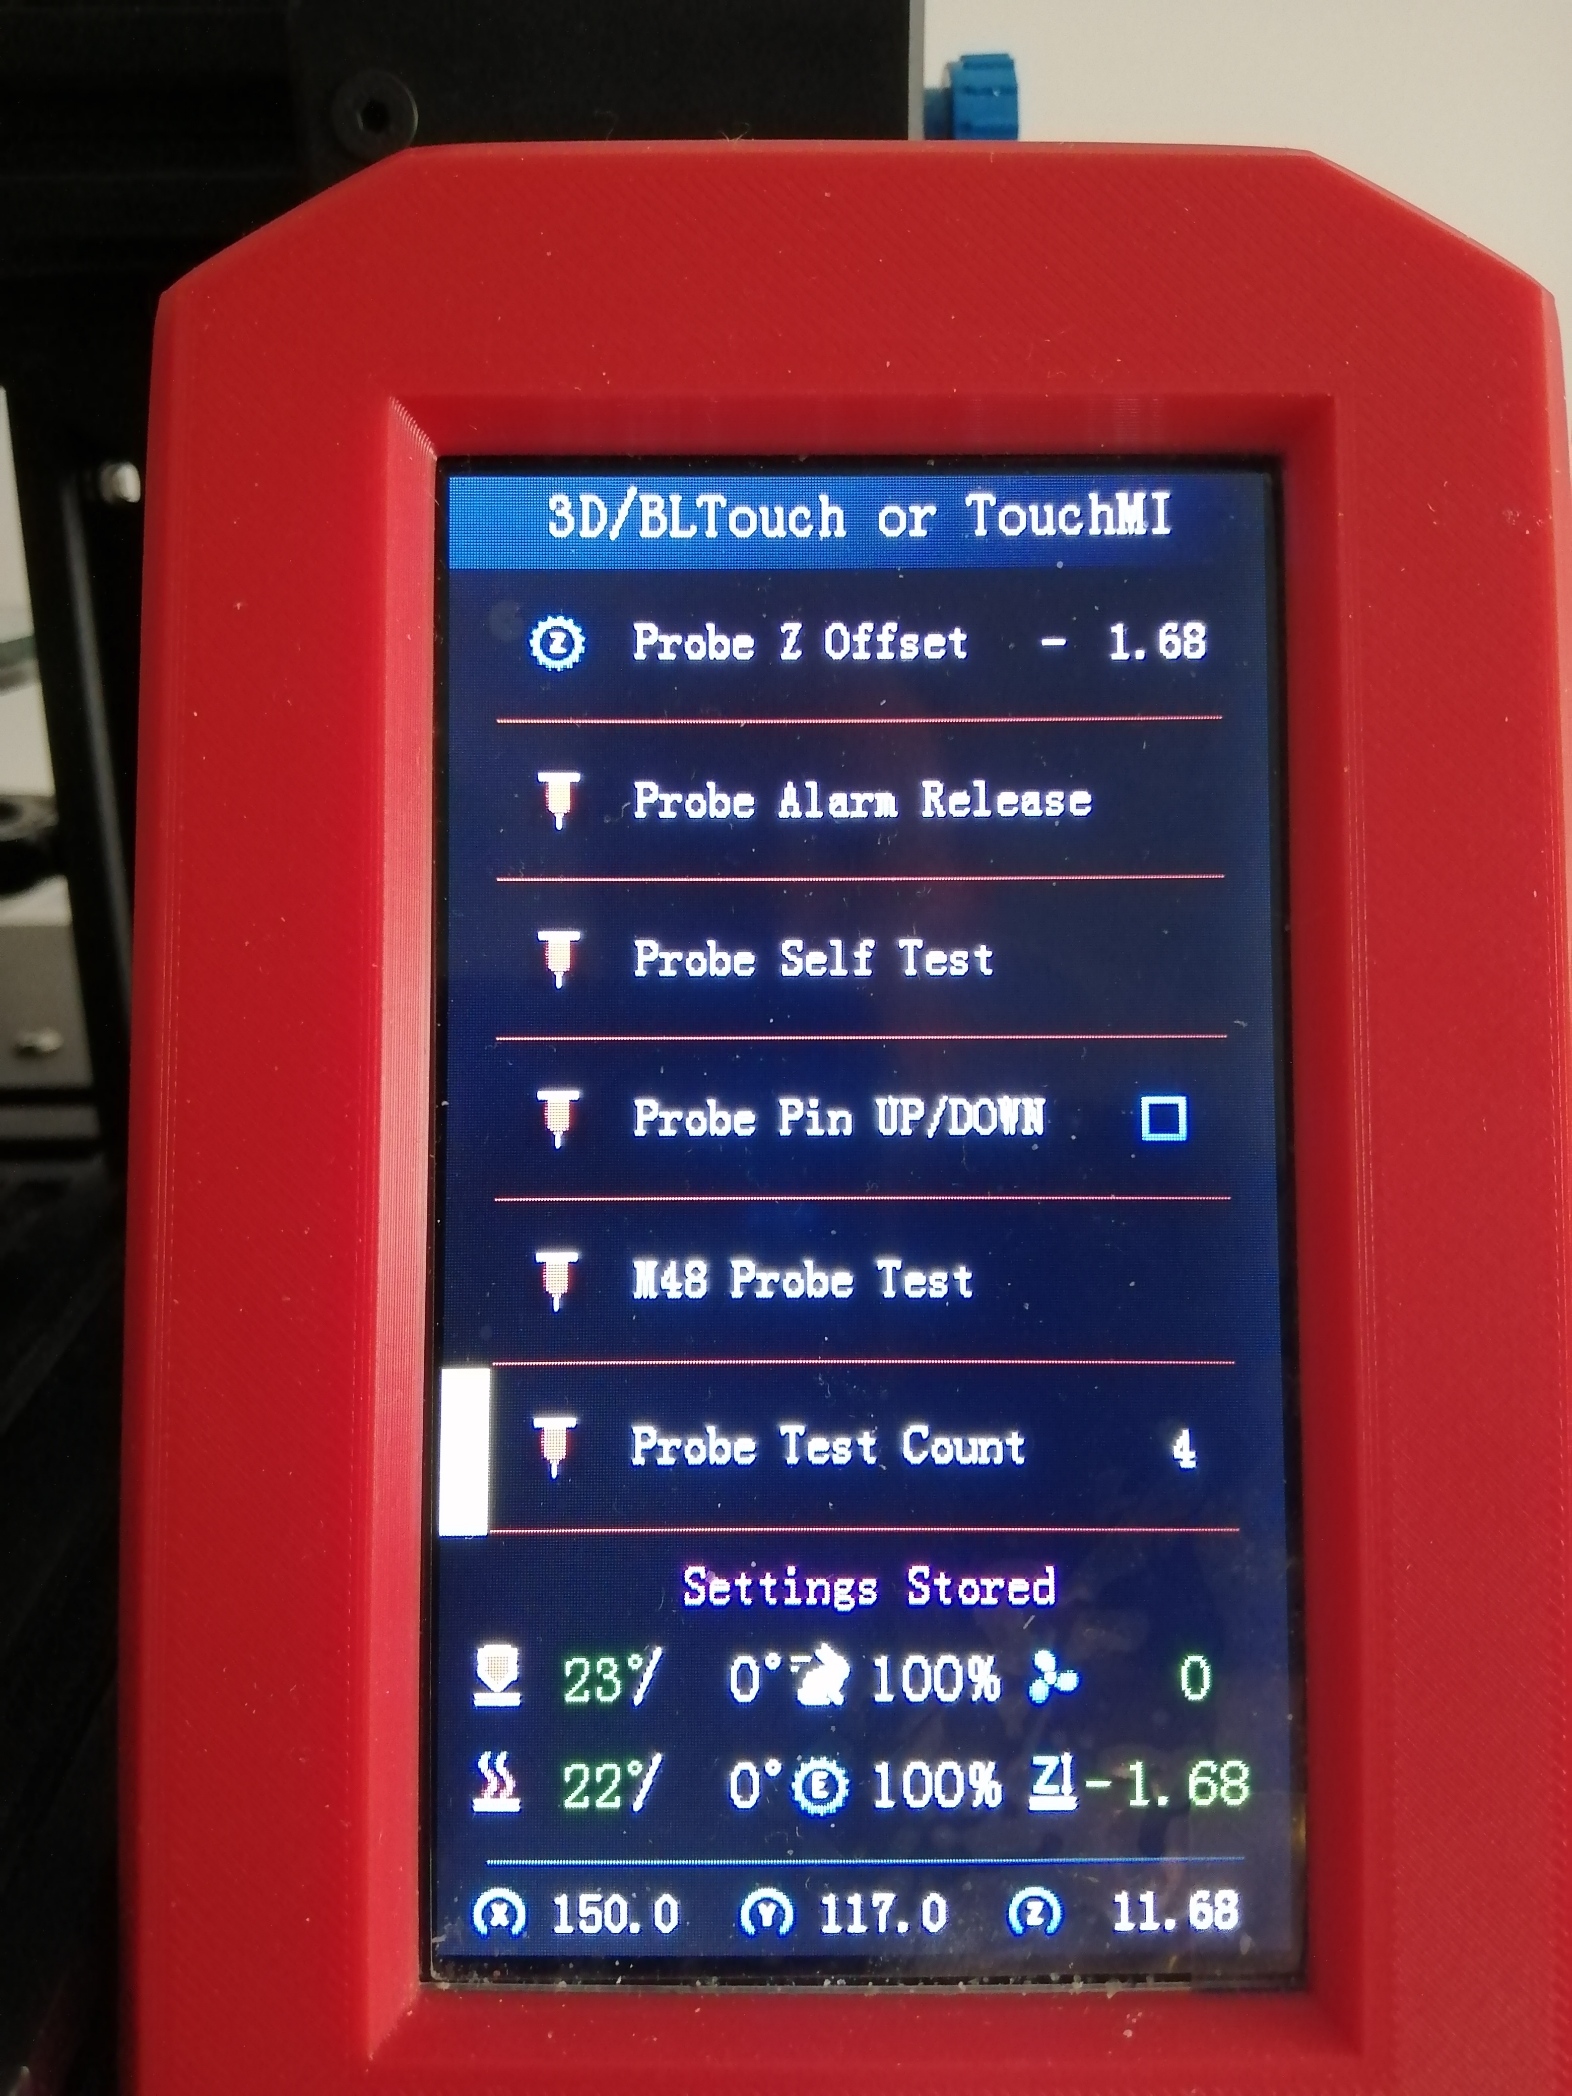 3D/BLTouch or TouchMI
Z Probe Z Offset - 1.68
Probe Alarm Release
Probe Self Test
Probe Pin UP/DOWN
M48 Probe Test
Probe Test Count 4
Settings Stored
23°/ 0° 100% 0
22°/ 0° E 100% Z -1.68
X 150.0 Y 117.0 Z 11.68